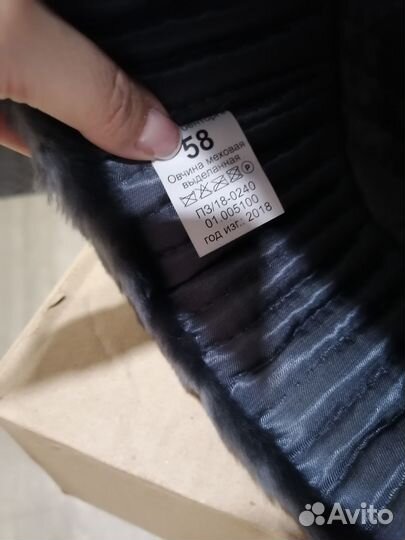 58
Овчина меховая
выделанная
P
ПЗ/18-0240
01.005100
год изг.: 2018
Avito